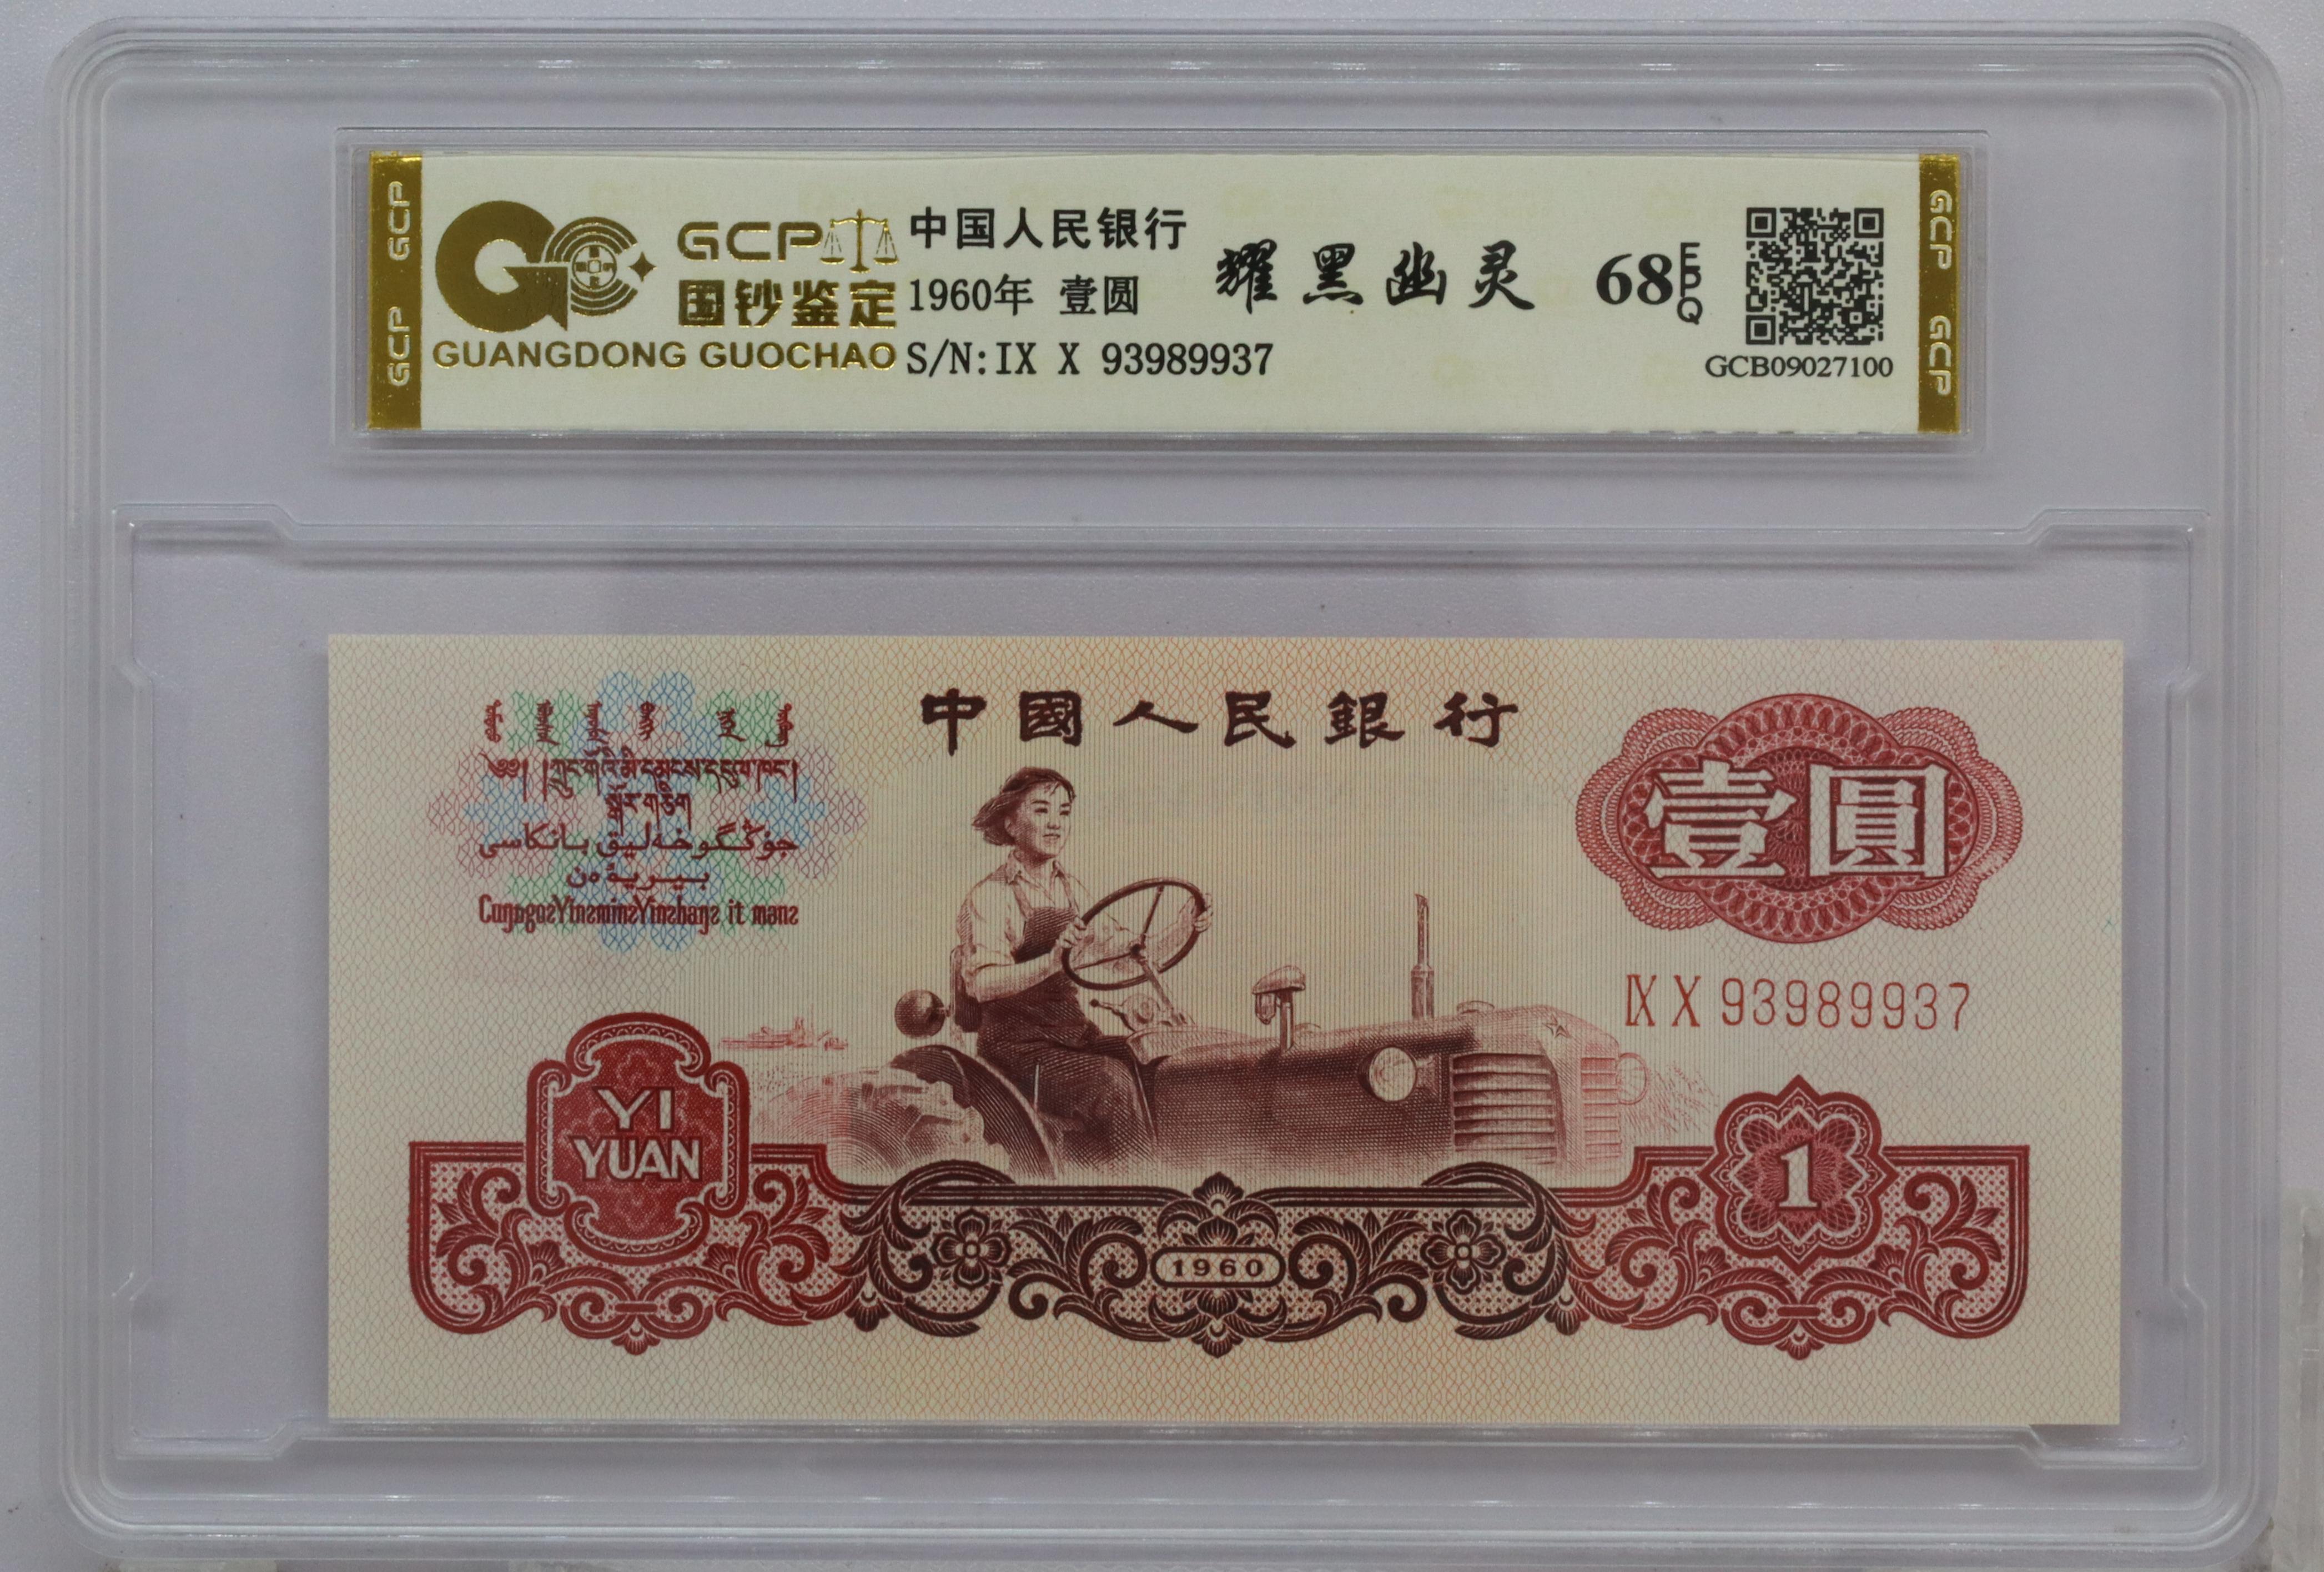 GCP GCP
GCP
国钞鉴定
GUANGDONG GUOCHAO
中国人民银行
1960年 壹圆
S/N:IX X 93989937
耀黑幽灵
68 EPQ
GCB09027100
GCP GCP
中國人民銀行
壹圓
IX X 93989937
YI
YUAN
1
1960